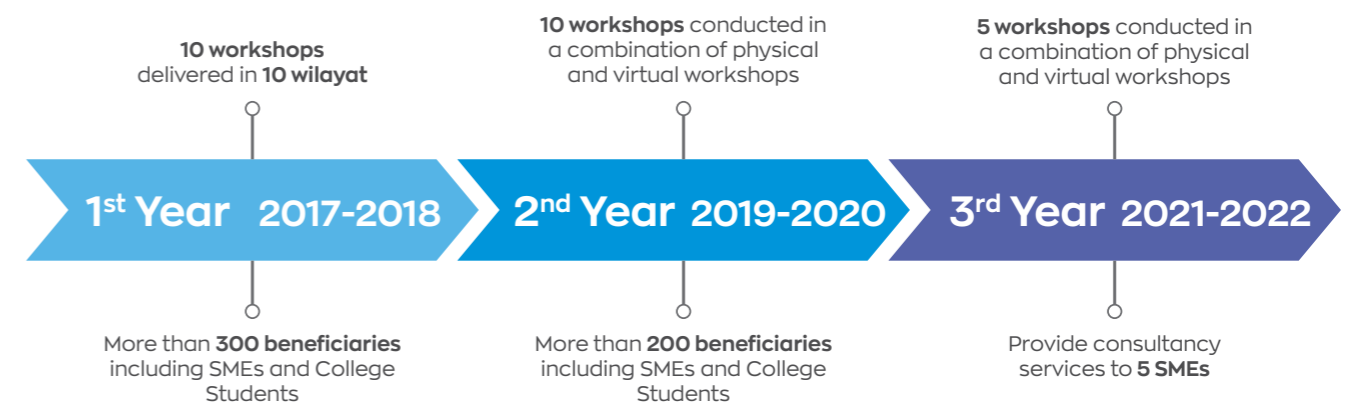 10 workshops
delivered in 10 wilayat
10 workshops conducted in
a combination of physical
and virtual workshops
5 workshops conducted in
a combination of physical
and virtual workshops
1st Year 2017-2018
2nd Year 2019-2020
3rd Year 2021-2022
More than 300 beneficiaries
including SMEs and College
Students
More than 200 beneficiaries
including SMEs and College
Students
Provide consultancy
services to 5 SMEs